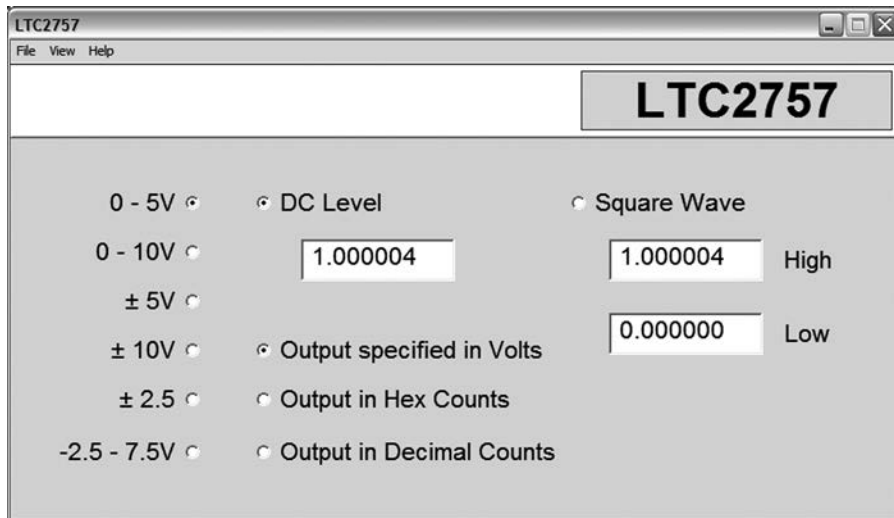 LTC2757
File View Help
LTC2757
0 - 5V DC Level Square Wave
0 - 10V 1.000004 1.000004 High
± 5V
0.000000 Low
± 10V Output specified in Volts
± 2.5 Output in Hex Counts
-2.5 - 7.5V Output in Decimal Counts